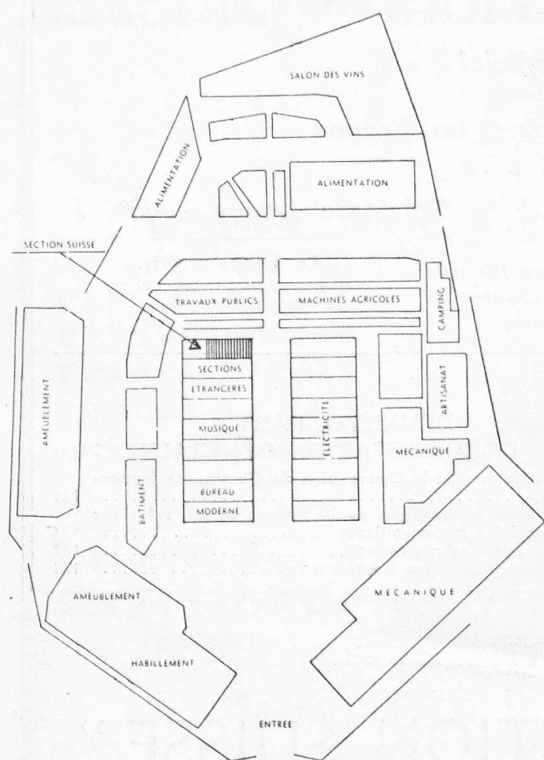 SALON DES VINS
ALIMENTATION
ALIMENTATION
SECTION SUISSE
TRAVAUX PUBLICS
MACHINES AGRICOLES
CAMPING
SECTIONS
ETRANGERES
AMEUBLEMENT
ARTISANAT
MUSIQUE
ELECTRICITE
MECANIQUE
BATIMENT
BUREAU
MODERNE
AMEUBLEMENT
MECANIQUE
HABILLEMENT
ENTREE